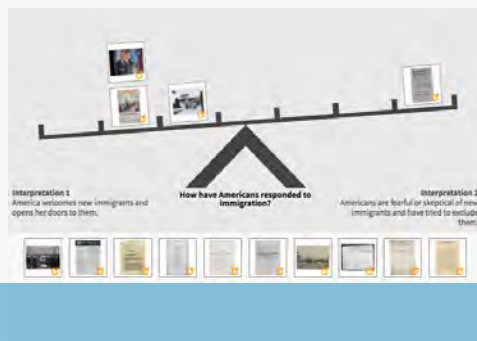 Interpretation 1
America welcomes new immigrants and
opens her doors to them.
How have Americans responded to
immigration?
Interpretation 2
Americans are fearful or skeptical of new
immigrants and have tried to exclude
them.